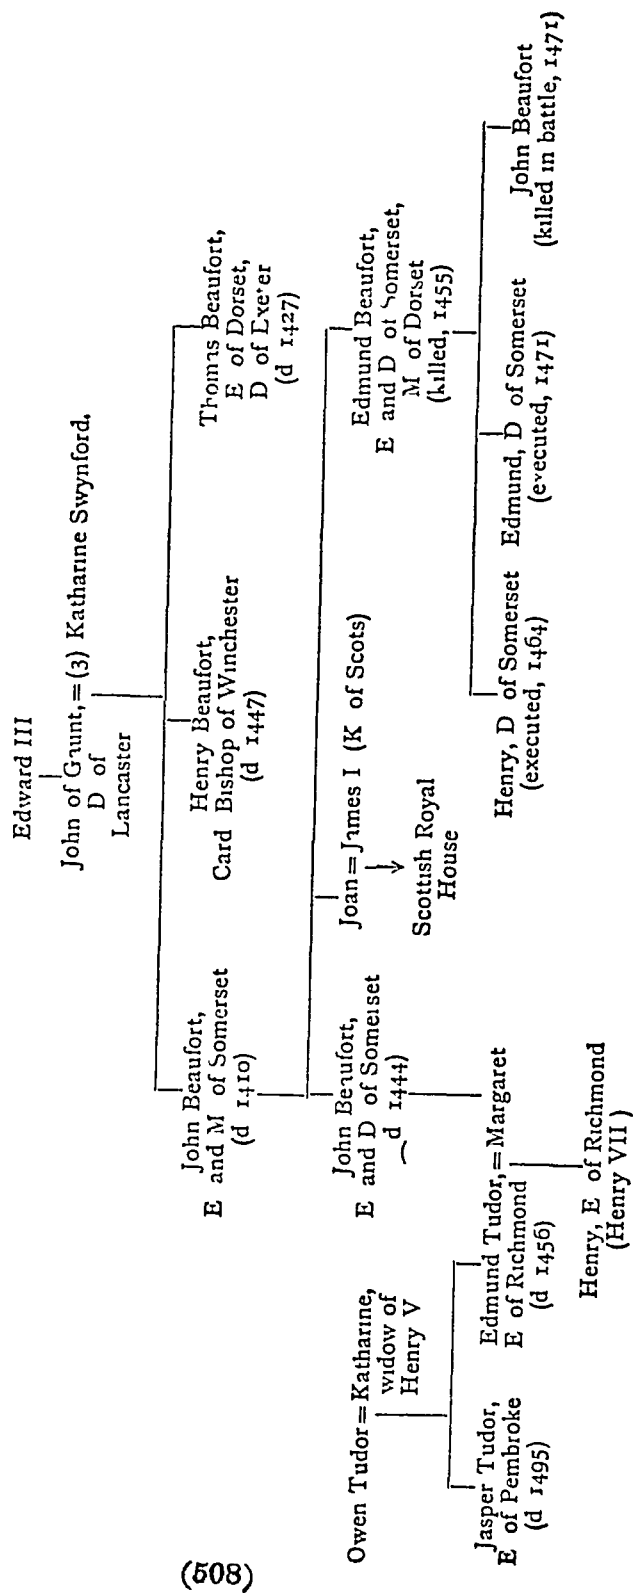 Edward III
John of Gaunt, = (3) Katharine Swynford.
D of
Lancaster
John Beaufort,
E and M of Somerset
(d 1410)
Henry Beaufort,
Card Bishop of Winchester
(d 1447)
Thomas Beaufort,
E of Dorset,
D of Exeter
(d 1427)
Owen Tudor = Katharine,
widow of
Henry V
John Beaufort,
E and D of Somerset
(d 1444)
Joan = James I (K of Scots)
Scottish Royal
House
Edmund Beaufort,
E and D of Somerset,
M of Dorset
(killed, 1455)
Jasper Tudor,
E of Pembroke
(d 1495)
Edmund Tudor, = Margaret
E of Richmond
(d 1456)
Henry, D of Somerset
(executed, 1464)
Edmund, D of Somerset
(executed, 1471)
John Beaufort
(killed in battle, 1471)
Henry, E of Richmond
(Henry VII)
(508)